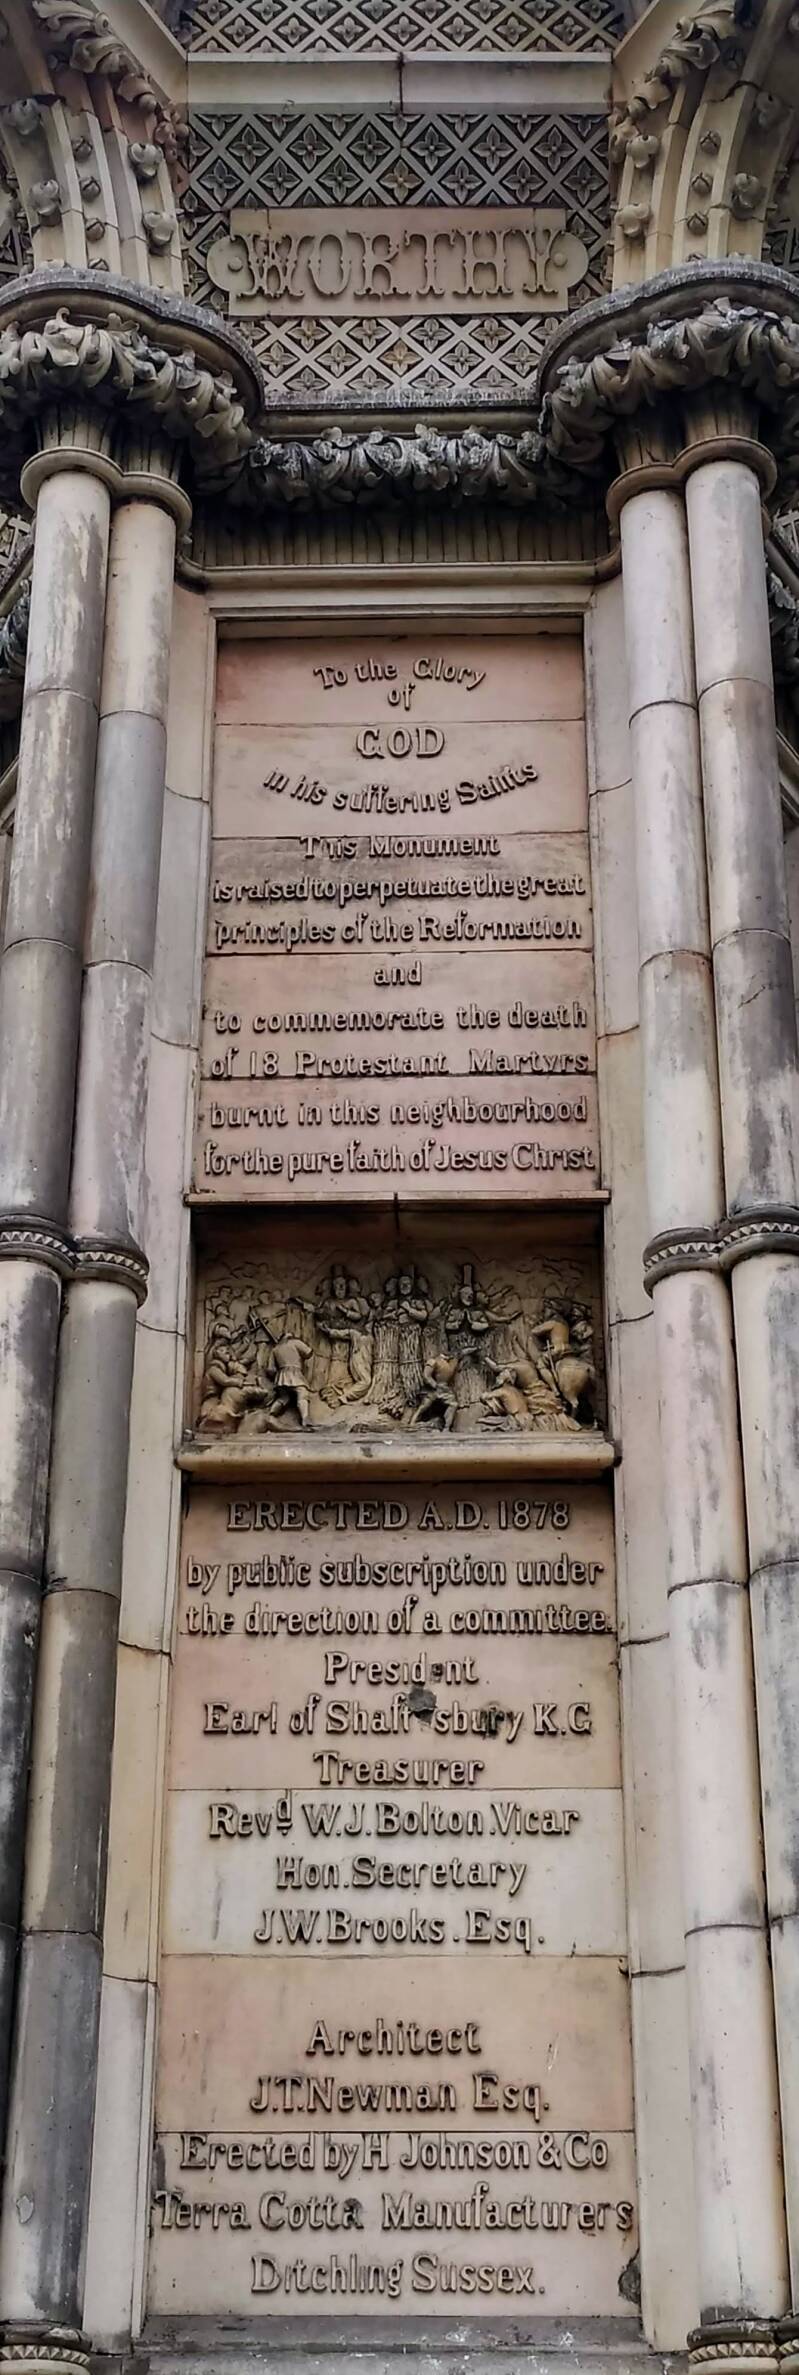 WORTHY
To the Glory
of
GOD
in his suffering Saints
This Monument
is raised to perpetuate the great
principles of the Reformation
and
to commemorate the death
of 18 Protestant Martyrs
burnt in this neighbourhood
for the pure faith of Jesus Christ
ERECTED A.D. 1878
by public subscription under
the direction of a committee.
President
Earl of Shaftesbury K.G
Treasurer
Revd W.J. Bolton. Vicar
Hon. Secretary
J.W. Brooks. Esq.
Architect
J.T. Newman Esq.
Erected by H Johnson & Co
Terra Cotta Manufacturers
Ditchling Sussex.